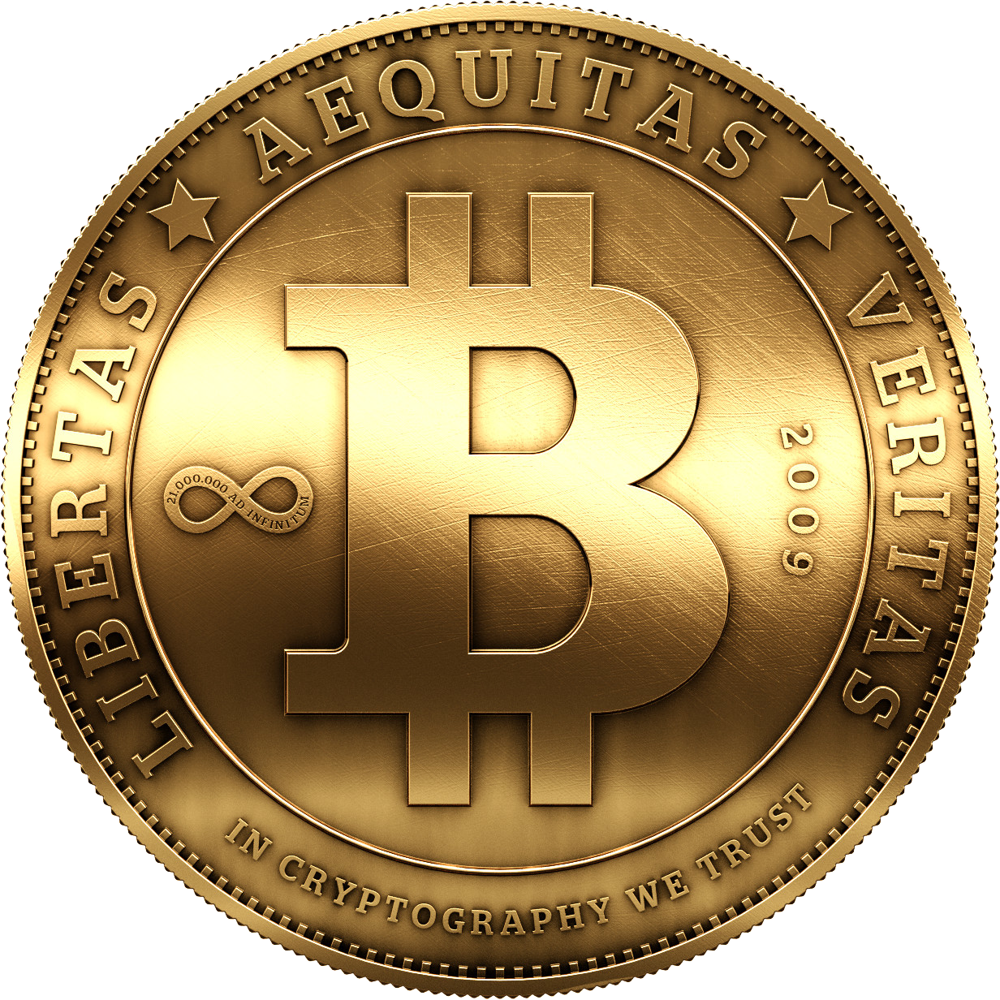 LIBERTAS ★ AEQUITAS ★ VERITAS
21.000.000 AD INFINITUM
B
2009
IN CRYPTOGRAPHY WE TRUST